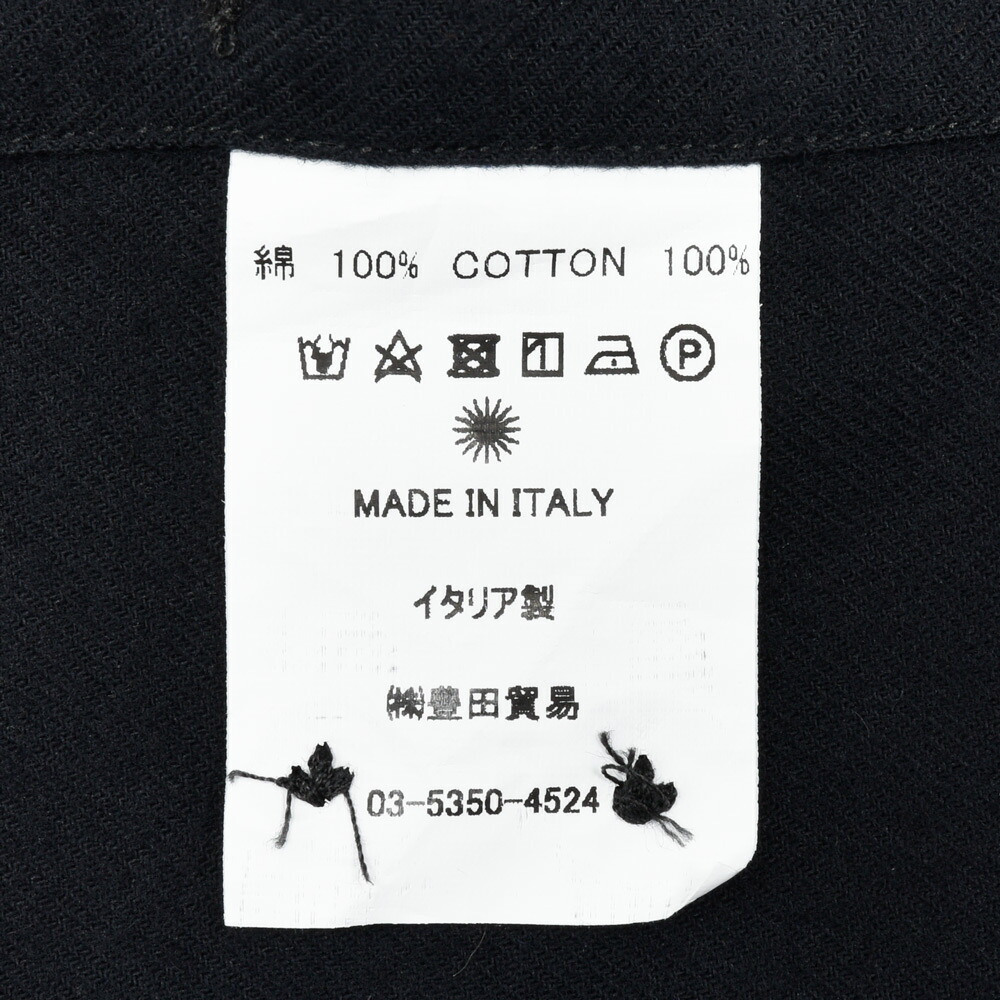 綿 100% COTTON 100%
P
MADE IN ITALY
イタリア製
㈱豊田貿易
03-5350-4524